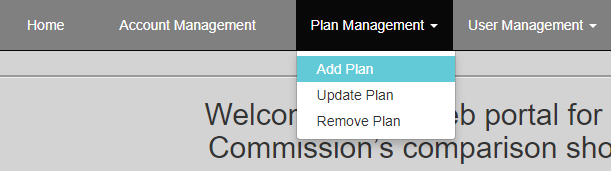 Home Account Management Plan Management User Management
Add Plan
Update Plan
Remove Plan
Welco eb portal for
Commission's comparison sho